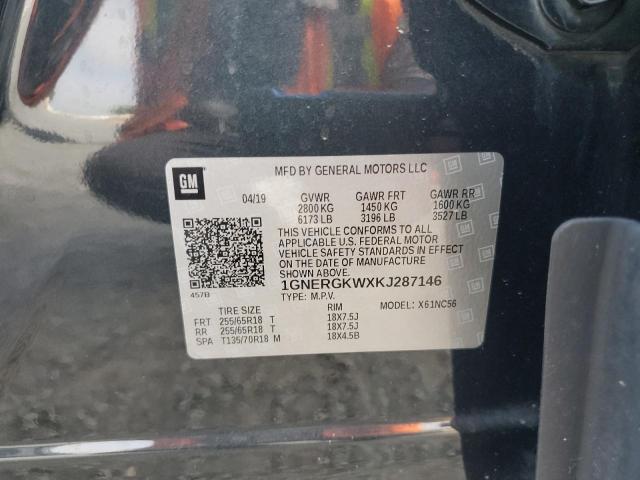 GM
MFD BY GENERAL MOTORS LLC
04/19 GVWR GAWR FRT GAWR RR
2800 KG 1450 KG 1600 KG
6173 LB 3196 LB 3527 LB
THIS VEHICLE CONFORMS TO ALL
APPLICABLE U.S. FEDERAL MOTOR
VEHICLE SAFETY STANDARDS IN EFFECT
ON THE DATE OF MANUFACTURE
SHOWN ABOVE.
457B
1GNERGKWXKJ287146
TYPE: M.P.V. MODEL: X61NC56
TIRE SIZE RIM
FRT 255/65R18 T 18X7.5J
RR 255/65R18 T 18X7.5J
SPA T135/70R18 M 18X4.5B